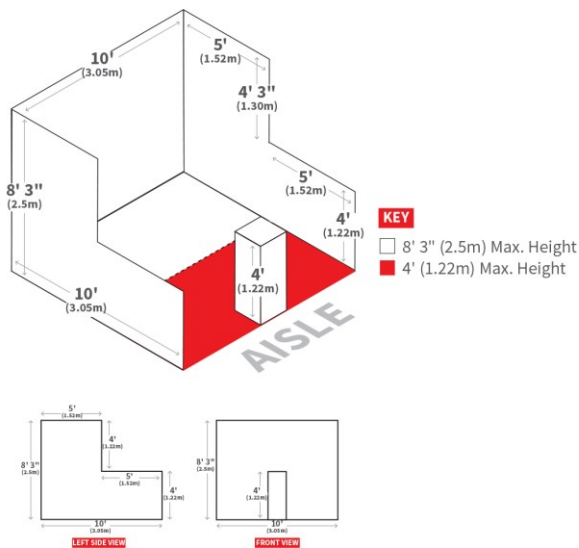 10'
(3.05m)
5'
(1.52m)
4' 3"
(1.30m)
5'
(1.52m)
8' 3"
(2.5m)
4'
(1.22m)
KEY
8' 3" (2.5m) Max. Height
4' (1.22m) Max. Height
4'
(1.22m)
10'
(3.05m)
AISLE
5'
(1.52m)
4'
(1.22m)
8' 3"
(2.5m)
5'
(1.52m)
4'
(1.22m)
10'
(3.05m)
LEFT SIDE VIEW
8' 3"
(2.5m)
4'
(1.22m)
10'
(3.05m)
FRONT VIEW